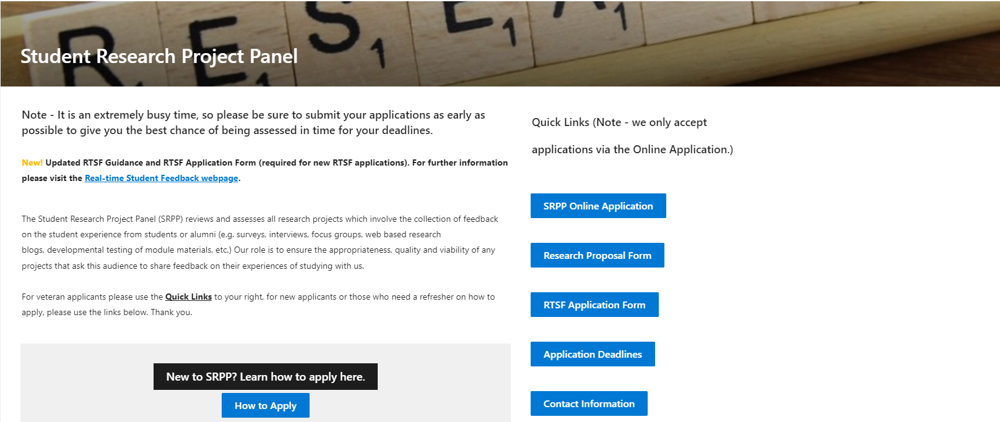 R E S E A
1 1 1 1 1
Student Research Project Panel
Note - It is an extremely busy time, so please be sure to submit your applications as early as
possible to give you the best chance of being assessed in time for your deadlines.
New! Updated RTSF Guidance and RTSF Application Form (required for new RTSF applications). For further information
please visit the Real-time Student Feedback webpage.
The Student Research Project Panel (SRPP) reviews and assesses all research projects which involve the collection of feedback
on the student experience from students or alumni (e.g. surveys, interviews, focus groups, web based research
blogs, developmental testing of module materials, etc.) Our role is to ensure the appropriateness, quality and viability of any
projects that ask this audience to share feedback on their experiences of studying with us.
For veteran applicants please use the Quick Links to your right, for new applicants or those who need a refresher on how to
apply, please use the links below. Thank you.
New to SRPP? Learn how to apply here.
How to Apply
Quick Links (Note - we only accept
applications via the Online Application.)
SRPP Online Application
Research Proposal Form
RTSF Application Form
Application Deadlines
Contact Information